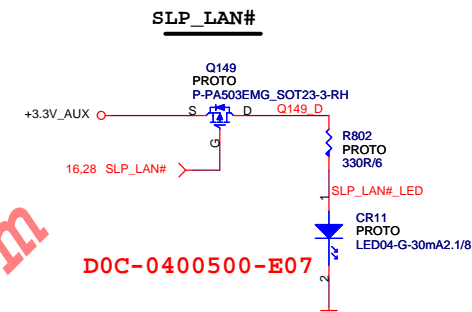 SLP_LAN#
Q149
PROTO
P-PA503EMG_SOT23-3-RH
+3.3V_AUX
S
D
Q149_D
G
16,28 SLP_LAN#
R802
PROTO
330R/6
1
SLP_LAN#_LED
CR11
PROTO
LED04-G-30mA2.1/8
D0C-0400500-E07
2
m